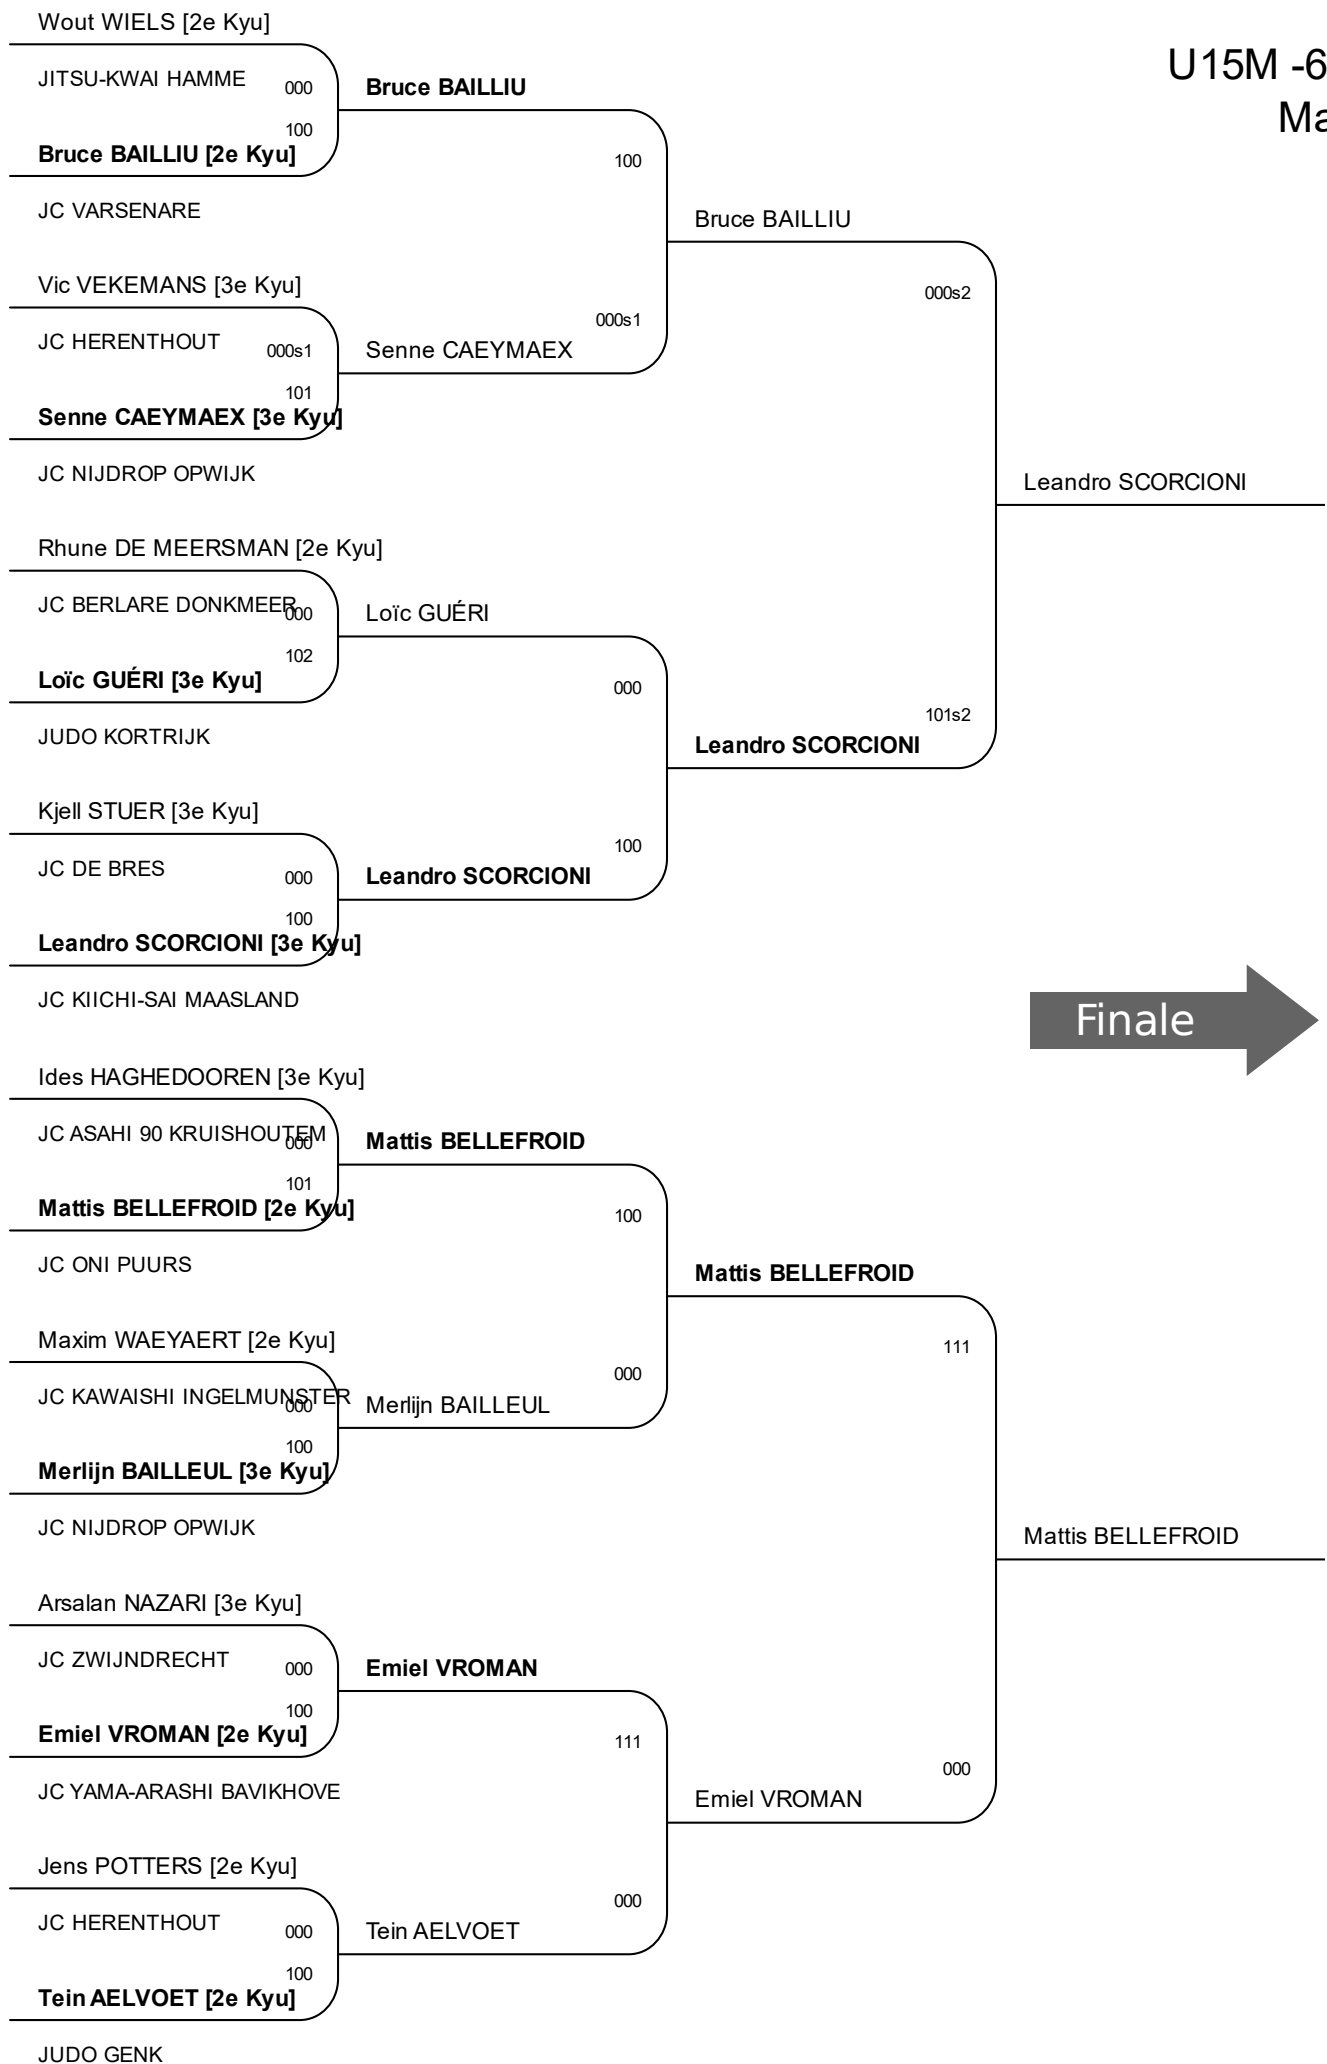 Wout WIELS [2e Kyu]
JITSU-KWAI HAMME
000
Bruce BAILLIU
100
Bruce BAILLIU [2e Kyu]
100
JC VARSENARE
Bruce BAILLIU
Vic VEKEMANS [3e Kyu]
000s2
000s1
JC HERENTHOUT
000s1
Senne CAEYMAEX
101
Senne CAEYMAEX [3e Kyu]
JC NIJDROP OPWIJK
Leandro SCORCIONI
Rhune DE MEERSMAN [2e Kyu]
JC BERLARE DONKMEER
000
Loïc GUÉRI
102
Loïc GUÉRI [3e Kyu]
000
101s2
JUDO KORTRIJK
Leandro SCORCIONI
Kjell STUER [3e Kyu]
100
JC DE BRES
000
Leandro SCORCIONI
100
Leandro SCORCIONI [3e Kyu]
JC KIICHI-SAI MAASLAND
Finale
Ides HAGHEDOOREN [3e Kyu]
JC ASAHI 90 KRUISHOUTEM
000
Mattis BELLEFROID
101
Mattis BELLEFROID [2e Kyu]
100
JC ONI PUURS
Mattis BELLEFROID
Maxim WAEYAERT [2e Kyu]
111
000
JC KAWAISHI INGELMUNSTER
000
Merlijn BAILLEUL
100
Merlijn BAILLEUL [3e Kyu]
JC NIJDROP OPWIJK
Mattis BELLEFROID
Arsalan NAZARI [3e Kyu]
JC ZWIJNDRECHT
000
Emiel VROMAN
100
Emiel VROMAN [2e Kyu]
111
000
JC YAMA-ARASHI BAVIKHOVE
Emiel VROMAN
Jens POTTERS [2e Kyu]
000
JC HERENTHOUT
000
Tein AELVOET
100
Tein AELVOET [2e Kyu]
JUDO GENK
U15M -6